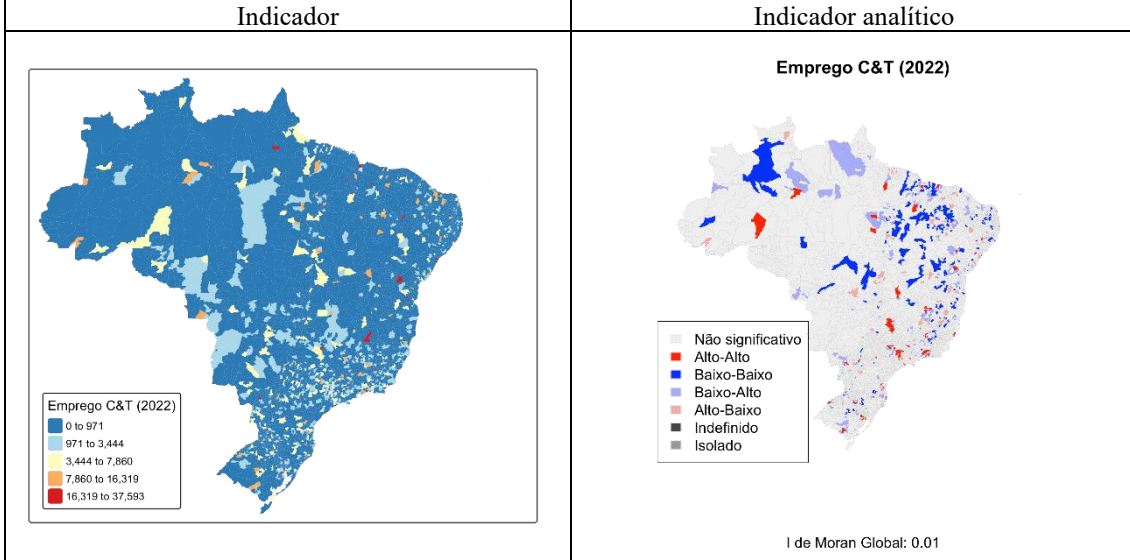 Indicador
Indicador analítico
Emprego C&T (2022)
0 to 971
971 to 3,444
3,444 to 7,860
7,860 to 16,319
16,319 to 37,593
Emprego C&T (2022)
Não significativo
Alto-Alto
Baixo-Baixo
Baixo-Alto
Alto-Baixo
Indefinido
Isolado
I de Moran Global: 0.01